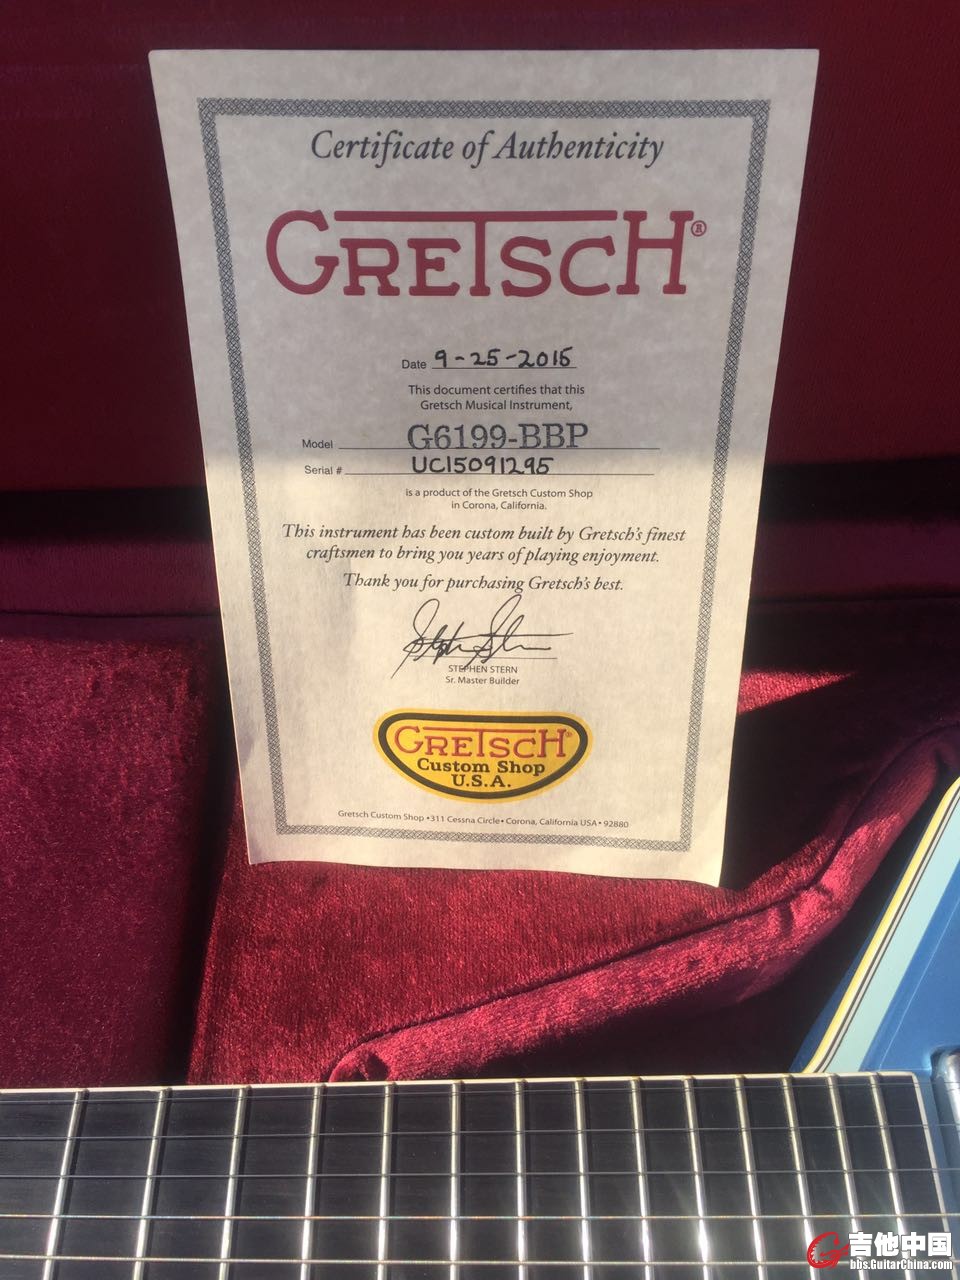 Certificate of Authenticity
GRETSCH®
Date 9-25-2015
This document certifies that this
Gretsch Musical Instrument,
Model G6199-BBP
Serial # UC15091295
is a product of the Gretsch Custom Shop
in Corona, California.
This instrument has been custom built by Gretsch's finest
craftsmen to bring you years of playing enjoyment.
Thank you for purchasing Gretsch's best.
Stephen Stern
STEPHEN STERN
Sr. Master Builder
GRETSCH®
Custom Shop
U.S.A.
Gretsch Custom Shop •311 Cessna Circle• Corona, California USA • 92880
吉他中国
bbs.GuitarChina.com